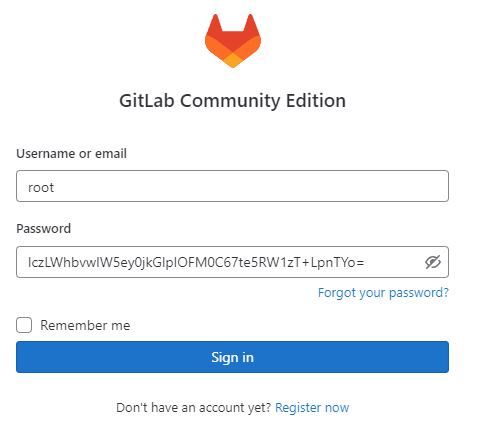 GitLab Community Edition
Username or email
root
Password
IczLWhbvwIW5ey0jkGIpIOFM0C67te5RW1zT+LpnTYo=
Forgot your password?
Remember me
Sign in
Don't have an account yet? Register now